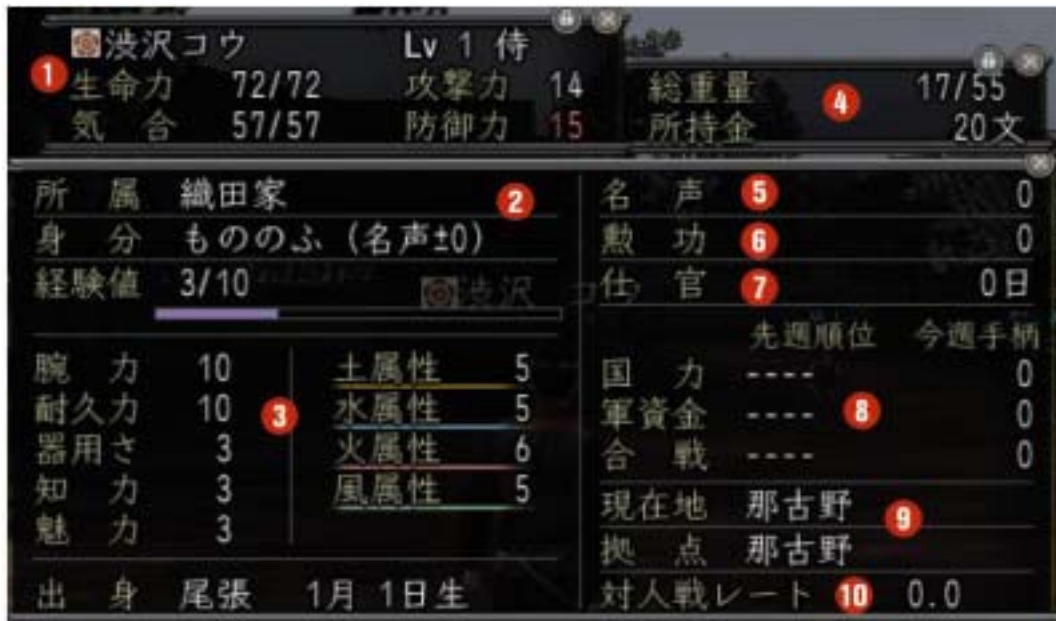 渋沢コウ Lv 1 侍
1 生命力 72/72 攻撃力 14
気合 57/57 防御力 15
総重量 4 17/55
所持金 20文
所属 織田家 2
身分 もののふ (名声±0)
経験値 3/10
渋沢 コウ
腕力 10
耐久力 10
器用さ 3
知力 3
魅力 3
3
土属性 5
水属性 5
火属性 6
風属性 5
出身 尾張 1月 1日生
名声 5 0
勲功 6 0
仕官 7 0日
先週順位 今週手柄
国力 ---- 0
軍資金 ---- 8 0
合戦 ---- 0
現在地 那古野 9
拠点 那古野
対人戦レート 10 0.0